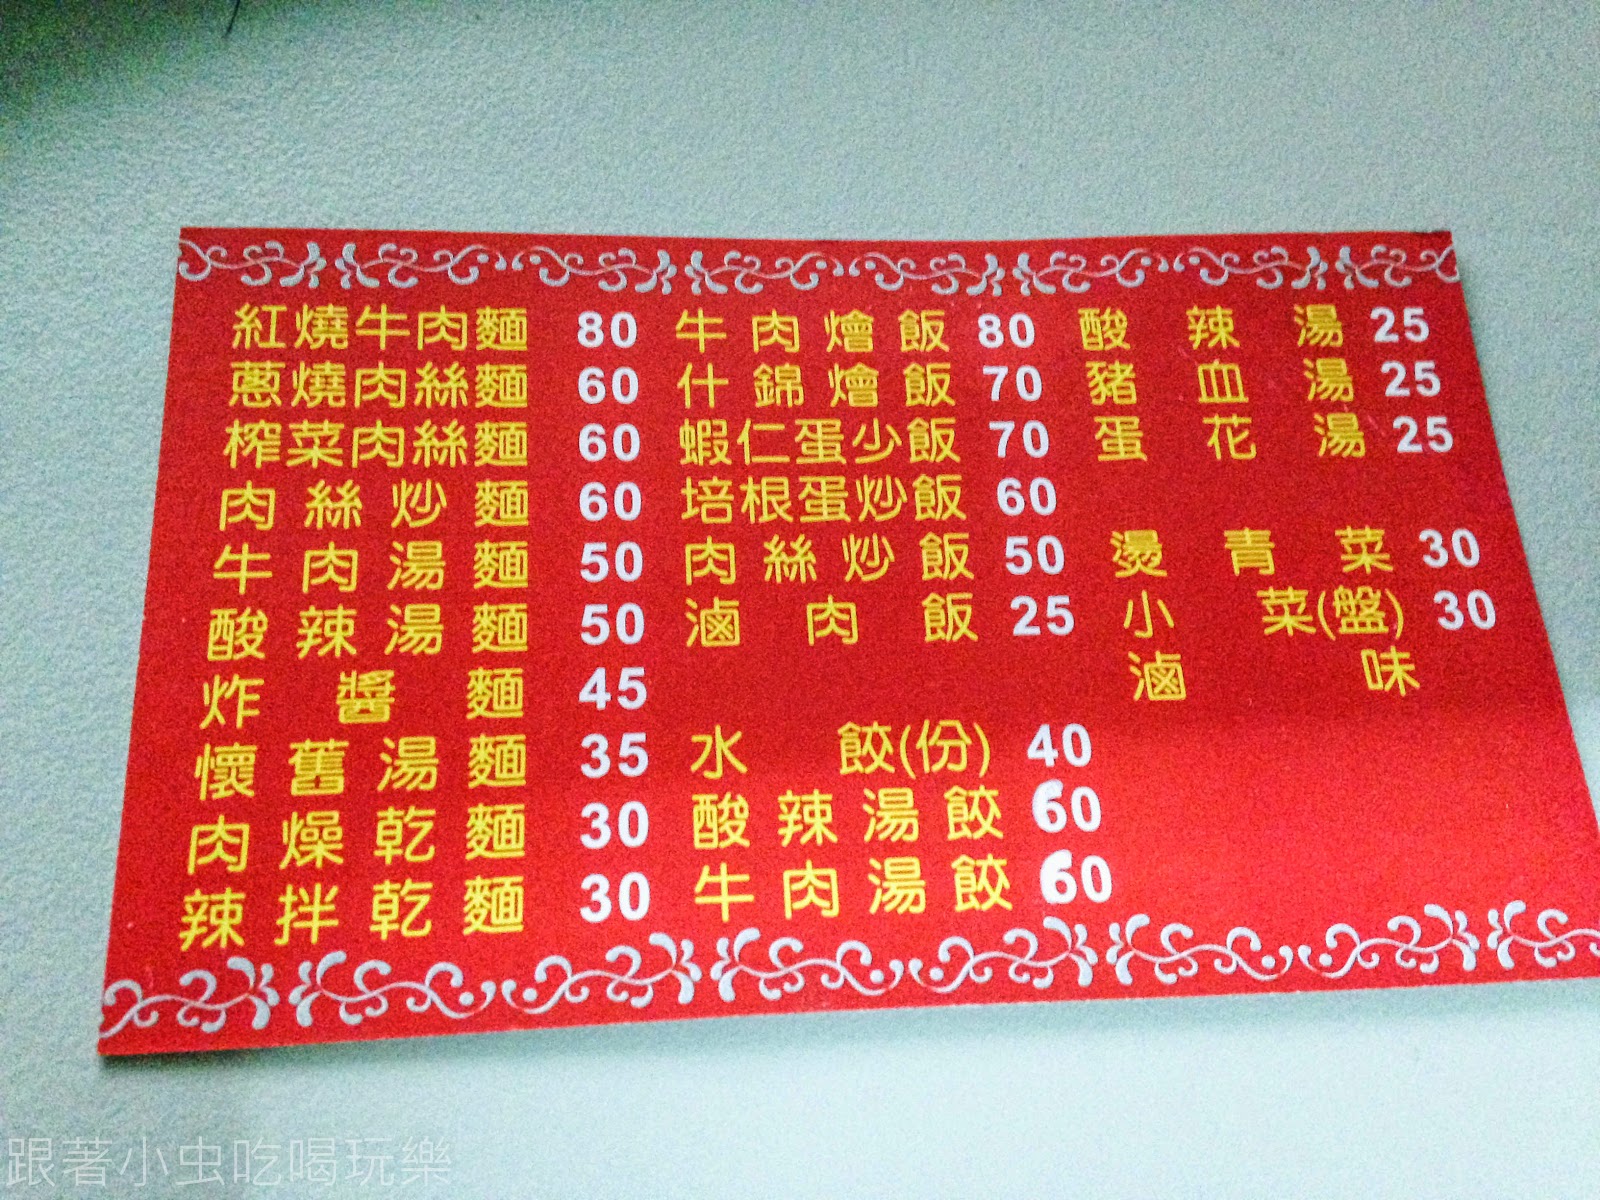 紅燒牛肉麵 80
蔥燒肉絲麵 60
榨菜肉絲麵 60
肉絲炒麵 60
牛肉湯麵 50
酸辣湯麵 50
炸醬麵 45
懷舊湯麵 35
肉燥乾麵 30
辣拌乾麵 30
牛肉燴飯 80
什錦燴飯 70
蝦仁蛋少飯 70
培根蛋炒飯 60
肉絲炒飯 50
滷肉飯 25
水餃(份) 40
酸辣湯餃 60
牛肉湯餃 60
酸辣湯 25
豬血湯 25
蛋花湯 25
燙青菜 30
小菜(盤) 30
滷味
跟著小虫吃喝玩樂